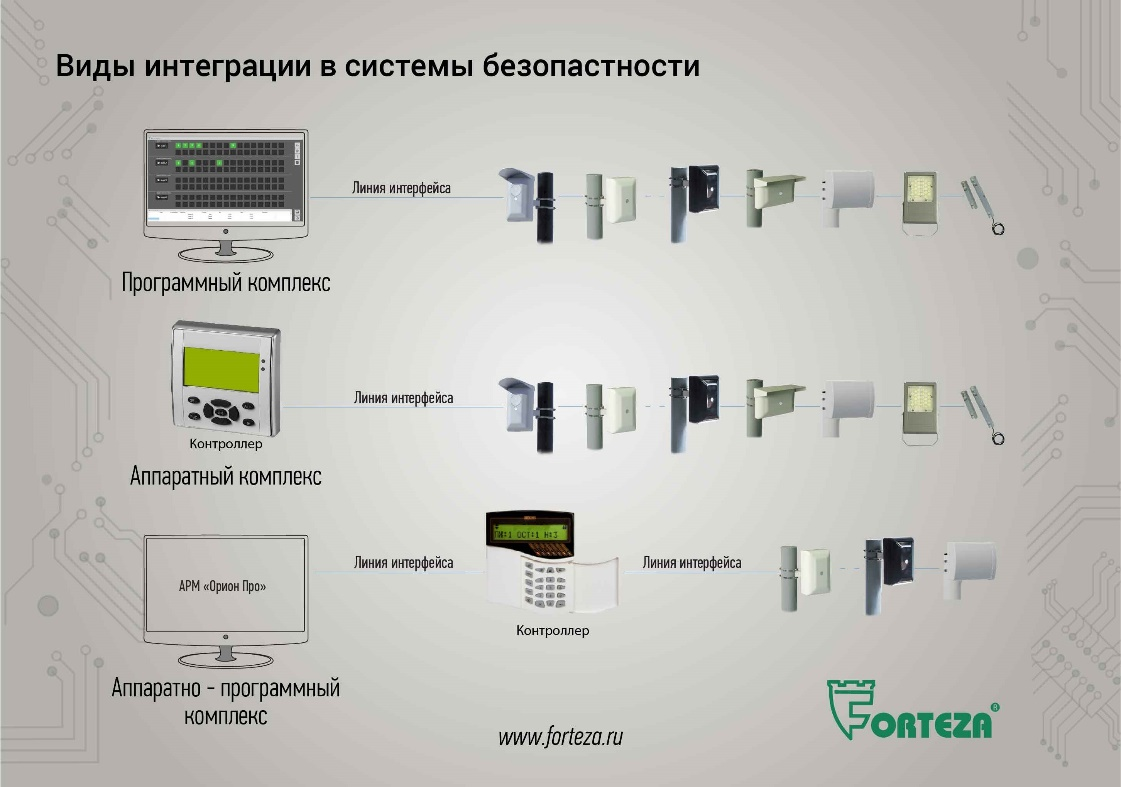 Виды интеграции в системы безопастности
Линия интерфейса
Программный комплекс
Линия интерфейса
Контроллер
Аппаратный комплекс
Линия интерфейса
Линия интерфейса
АРМ «Орион Про»
Контроллер
Аппаратно - программный
комплекс
www.forteza.ru
FORTEZA®